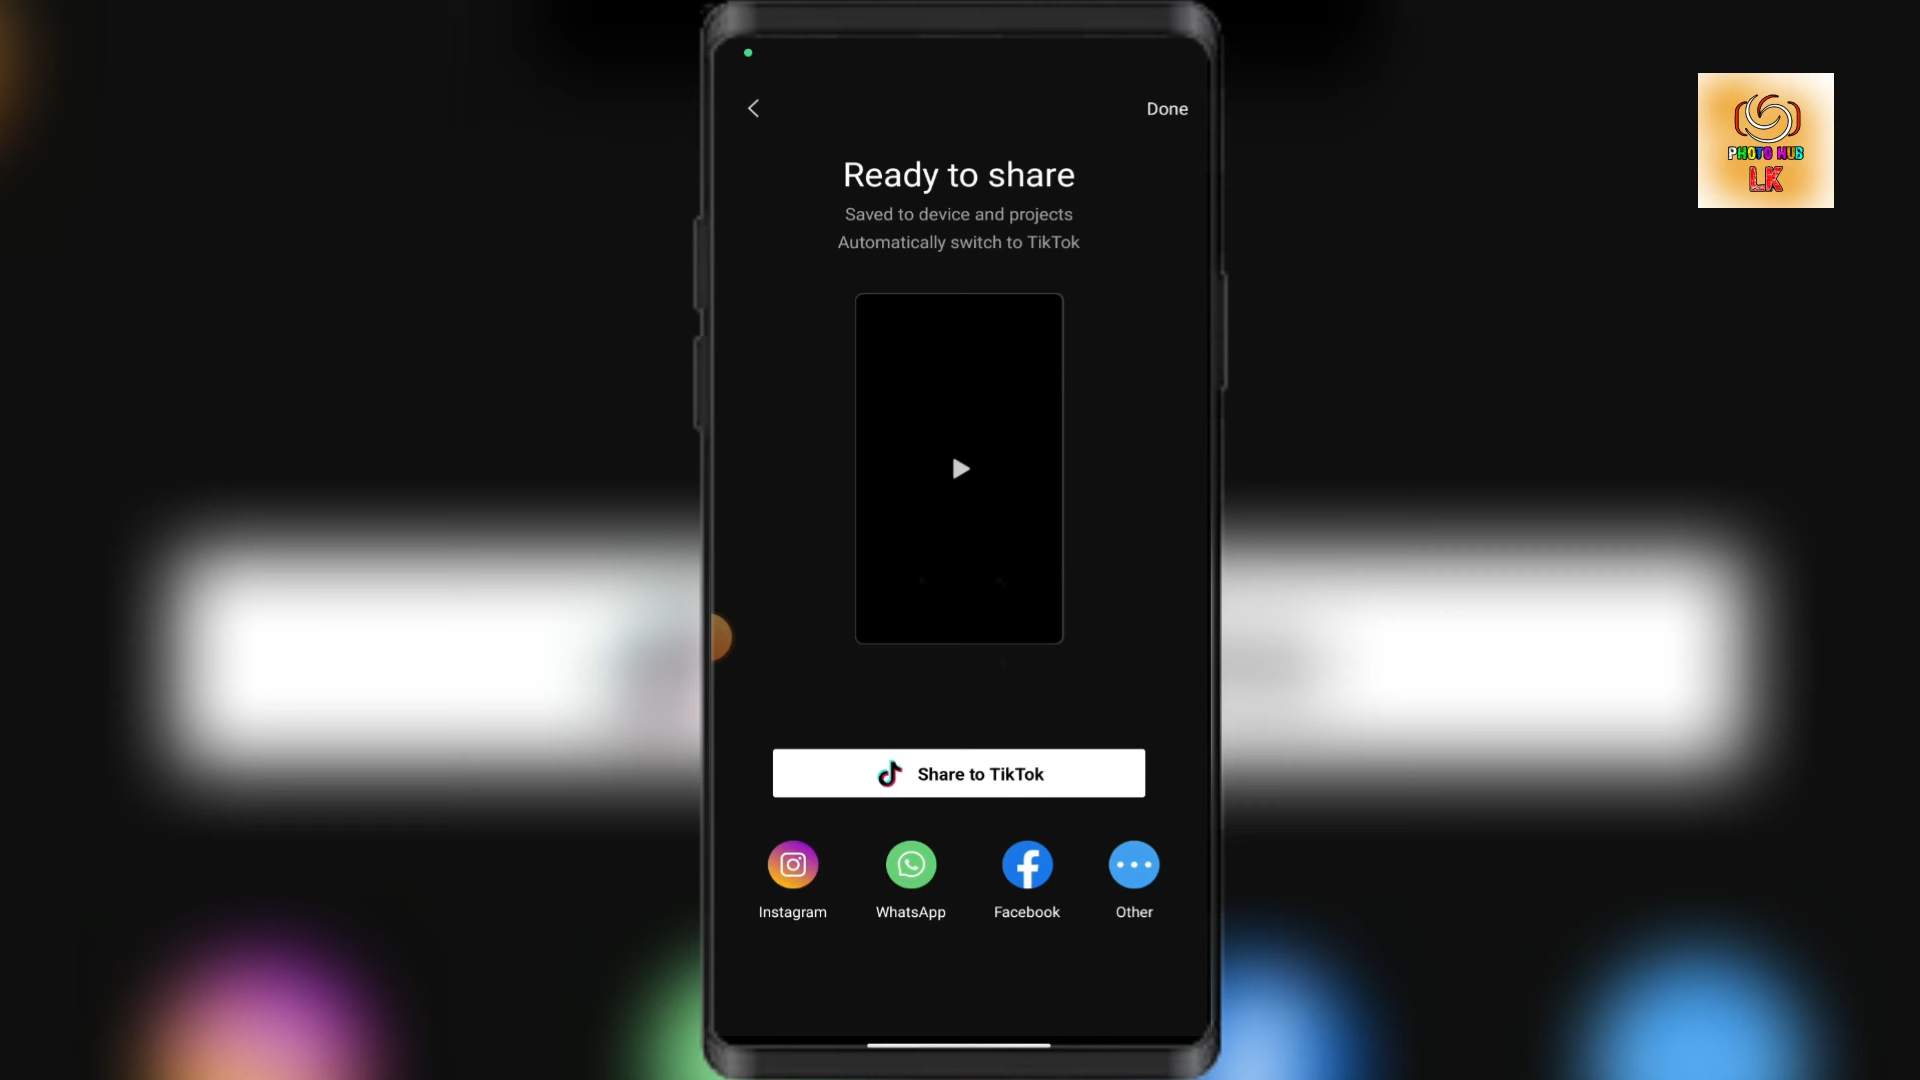 Done
PHOTO HUB
LK
Ready to share
Saved to device and projects
Automatically switch to TikTok
Share to TikTok
Instagram
WhatsApp
Facebook
Other